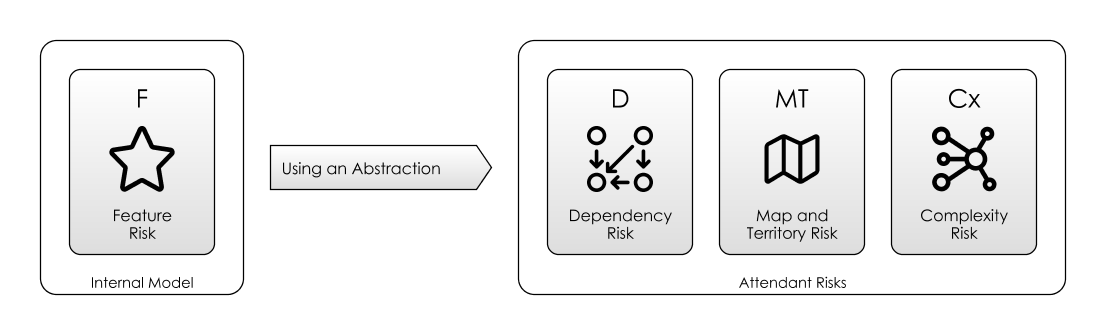 F
Feature
Risk
Internal Model
Using an Abstraction
D
Dependency
Risk
MT
Map and
Territory Risk
Cx
Complexity
Risk
Attendant Risks